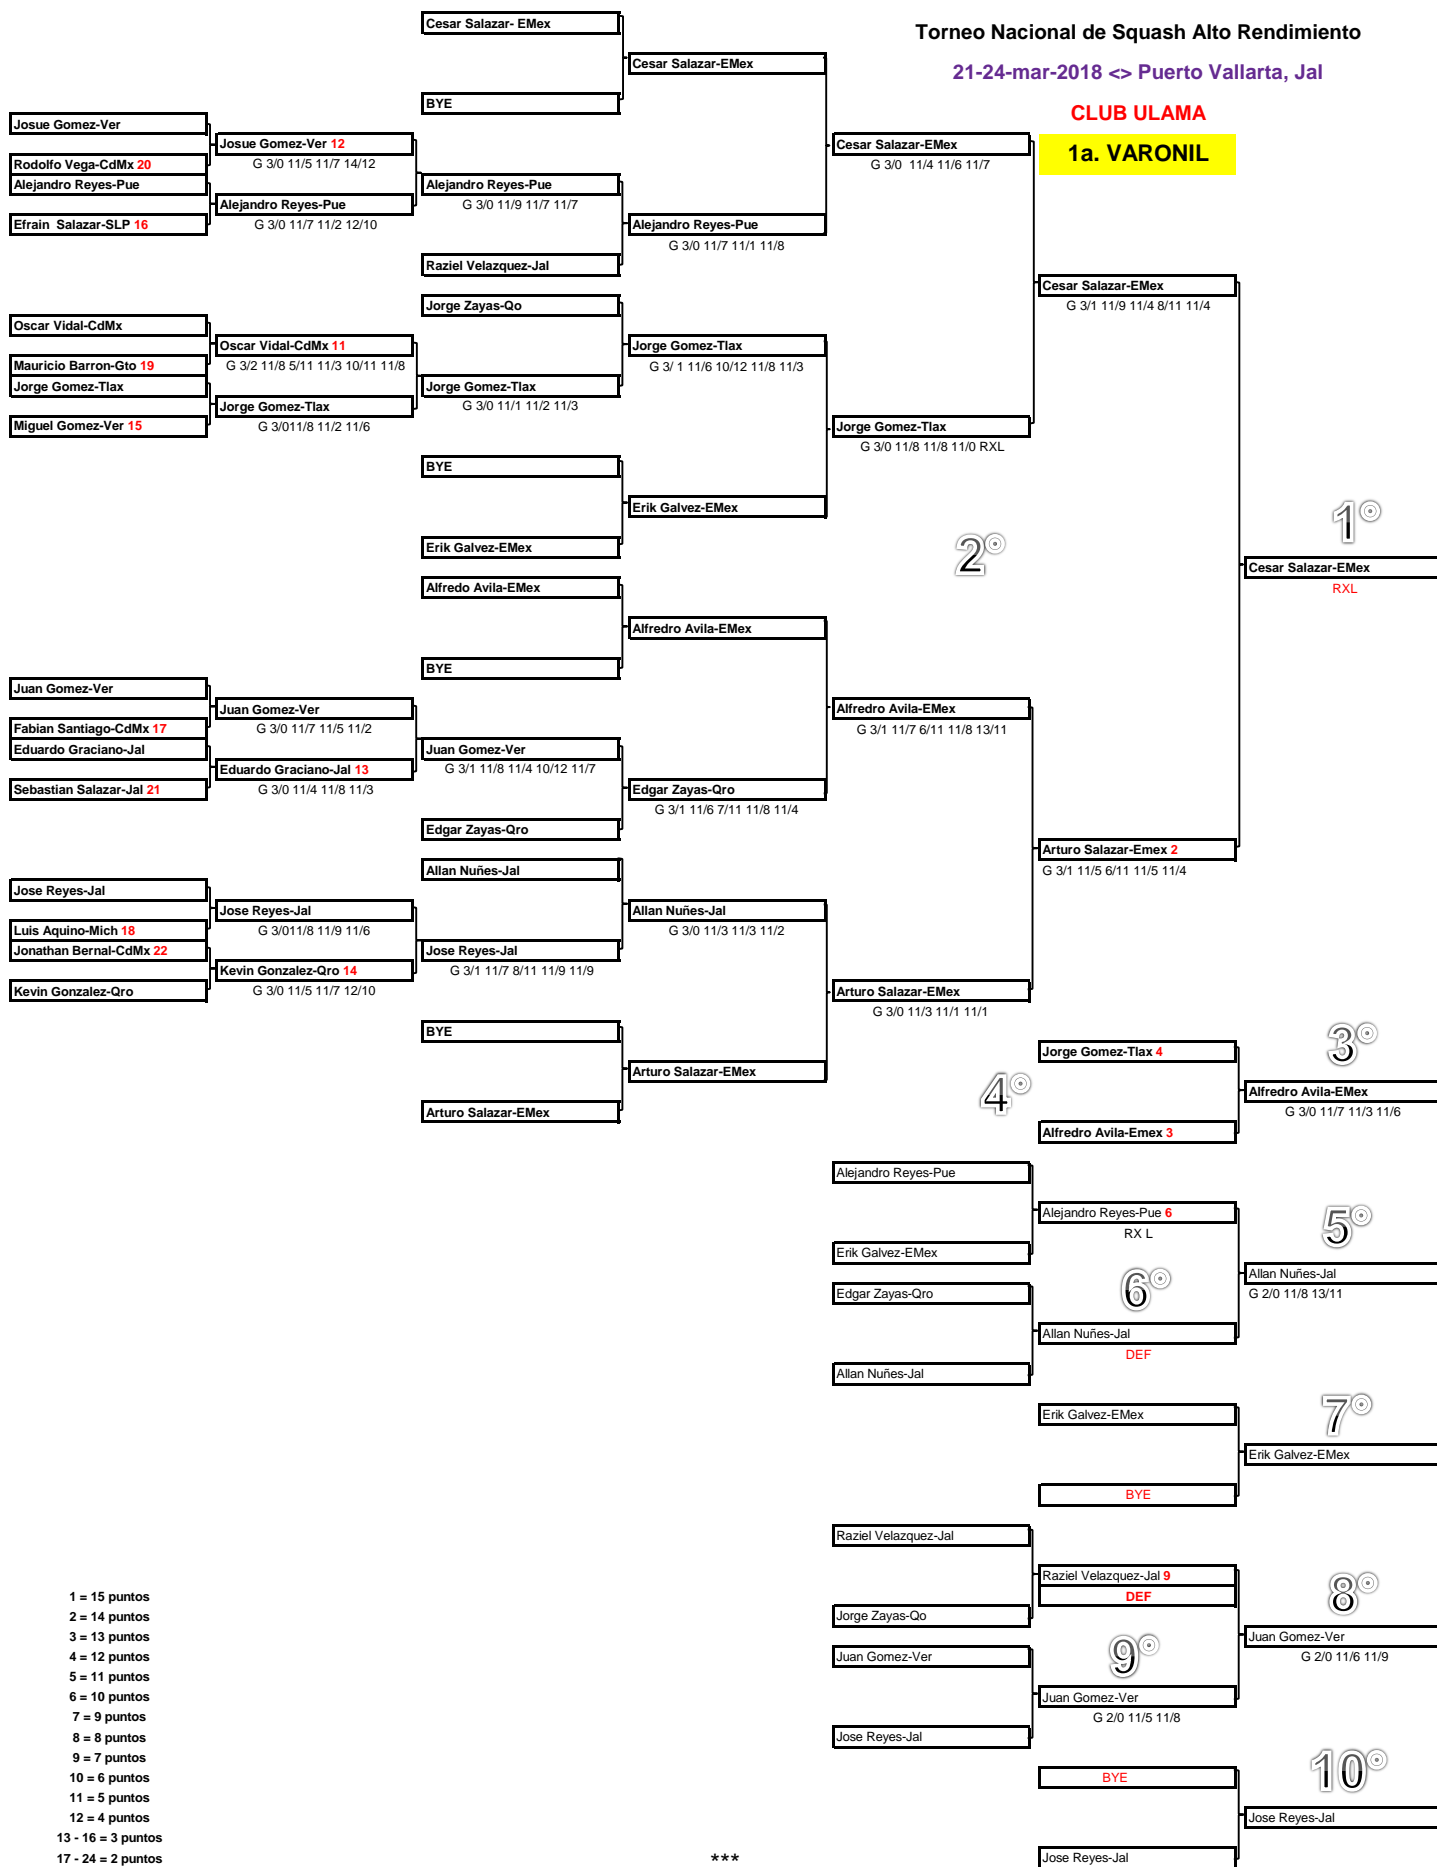 Torneo Nacional de Squash Alto Rendimiento
21-24-mar-2018 <> Puerto Vallarta, Jal
CLUB ULAMA
1a. VARONIL
Josue Gomez-Ver
Rodolfo Vega-CdMx 20
Alejandro Reyes-Pue
Efrain  Salazar-SLP 16
Oscar Vidal-CdMx
Mauricio Barron-Gto 19
Jorge Gomez-Tlax
Miguel Gomez-Ver 15
Juan Gomez-Ver
Fabian Santiago-CdMx 17
Eduardo Graciano-Jal
Sebastian Salazar-Jal 21
Jose Reyes-Jal
Luis Aquino-Mich 18
Jonathan Bernal-CdMx 22
Kevin Gonzalez-Qro
Josue Gomez-Ver 12
G 3/0 11/5 11/7 14/12
Alejandro Reyes-Pue
G 3/0 11/7 11/2 12/10
Oscar Vidal-CdMx 11
G 3/2 11/8 5/11 11/3 10/11 11/8
Jorge Gomez-Tlax
G 3/011/8 11/2 11/6
Juan Gomez-Ver
G 3/0 11/7 11/5 11/2
Eduardo Graciano-Jal 13
G 3/0 11/4 11/8 11/3
Jose Reyes-Jal
G 3/011/8 11/9 11/6
Kevin Gonzalez-Qro 14
G 3/0 11/5 11/7 12/10
Cesar Salazar- EMex
BYE
Alejandro Reyes-Pue
G 3/0 11/9 11/7 11/7
Raziel Velazquez-Jal
Jorge Zayas-Qo
Jorge Gomez-Tlax
G 3/0 11/1 11/2 11/3
BYE
Erik Galvez-EMex
Alfredo Avila-EMex
BYE
Juan Gomez-Ver
G 3/1 11/8 11/4 10/12 11/7
Edgar Zayas-Qro
Allan Nuñes-Jal
Jose Reyes-Jal
G 3/1 11/7 8/11 11/9 11/9
BYE
Arturo Salazar-EMex
Cesar Salazar-EMex
Alejandro Reyes-Pue
G 3/0 11/7 11/1 11/8
Jorge Gomez-Tlax
G 3/ 1 11/6 10/12 11/8 11/3
Erik Galvez-EMex
Alfredro Avila-EMex
Edgar Zayas-Qro
G 3/1 11/6 7/11 11/8 11/4
Allan Nuñes-Jal
G 3/0 11/3 11/3 11/2
Arturo Salazar-EMex
Cesar Salazar-EMex
G 3/0  11/4 11/6 11/7
Jorge Gomez-Tlax
G 3/0 11/8 11/8 11/0 RXL
Alfredro Avila-EMex
G 3/1 11/7 6/11 11/8 13/11
Arturo Salazar-EMex
G 3/0 11/3 11/1 11/1
Cesar Salazar-EMex
G 3/1 11/9 11/4 8/11 11/4
2°
Arturo Salazar-Emex 2
G 3/1 11/5 6/11 11/5 11/4
1°
Cesar Salazar-EMex
RXL
Jorge Gomez-Tlax 4
4°
Alfredro Avila-Emex 3
3°
Alfredro Avila-EMex
G 3/0 11/7 11/3 11/6
Alejandro Reyes-Pue
Erik Galvez-EMex
Edgar Zayas-Qro
Allan Nuñes-Jal
Alejandro Reyes-Pue 6
RX L
6°
Allan Nuñes-Jal
DEF
5°
Allan Nuñes-Jal
G 2/0 11/8 13/11
Erik Galvez-EMex
BYE
7°
Erik Galvez-EMex
Raziel Velazquez-Jal
Jorge Zayas-Qo
Juan Gomez-Ver
Jose Reyes-Jal
Raziel Velazquez-Jal 9
DEF
9°
Juan Gomez-Ver
G 2/0 11/5 11/8
8°
Juan Gomez-Ver
G 2/0 11/6 11/9
BYE
Jose Reyes-Jal
10°
Jose Reyes-Jal
1 = 15 puntos
2 = 14 puntos
3 = 13 puntos
4 = 12 puntos
5 = 11 puntos
6 = 10 puntos
7 = 9 puntos
8 = 8 puntos
9 = 7 puntos
10 = 6 puntos
11 = 5 puntos
12 = 4 puntos
13 - 16 = 3 puntos
17 - 24 = 2 puntos
***